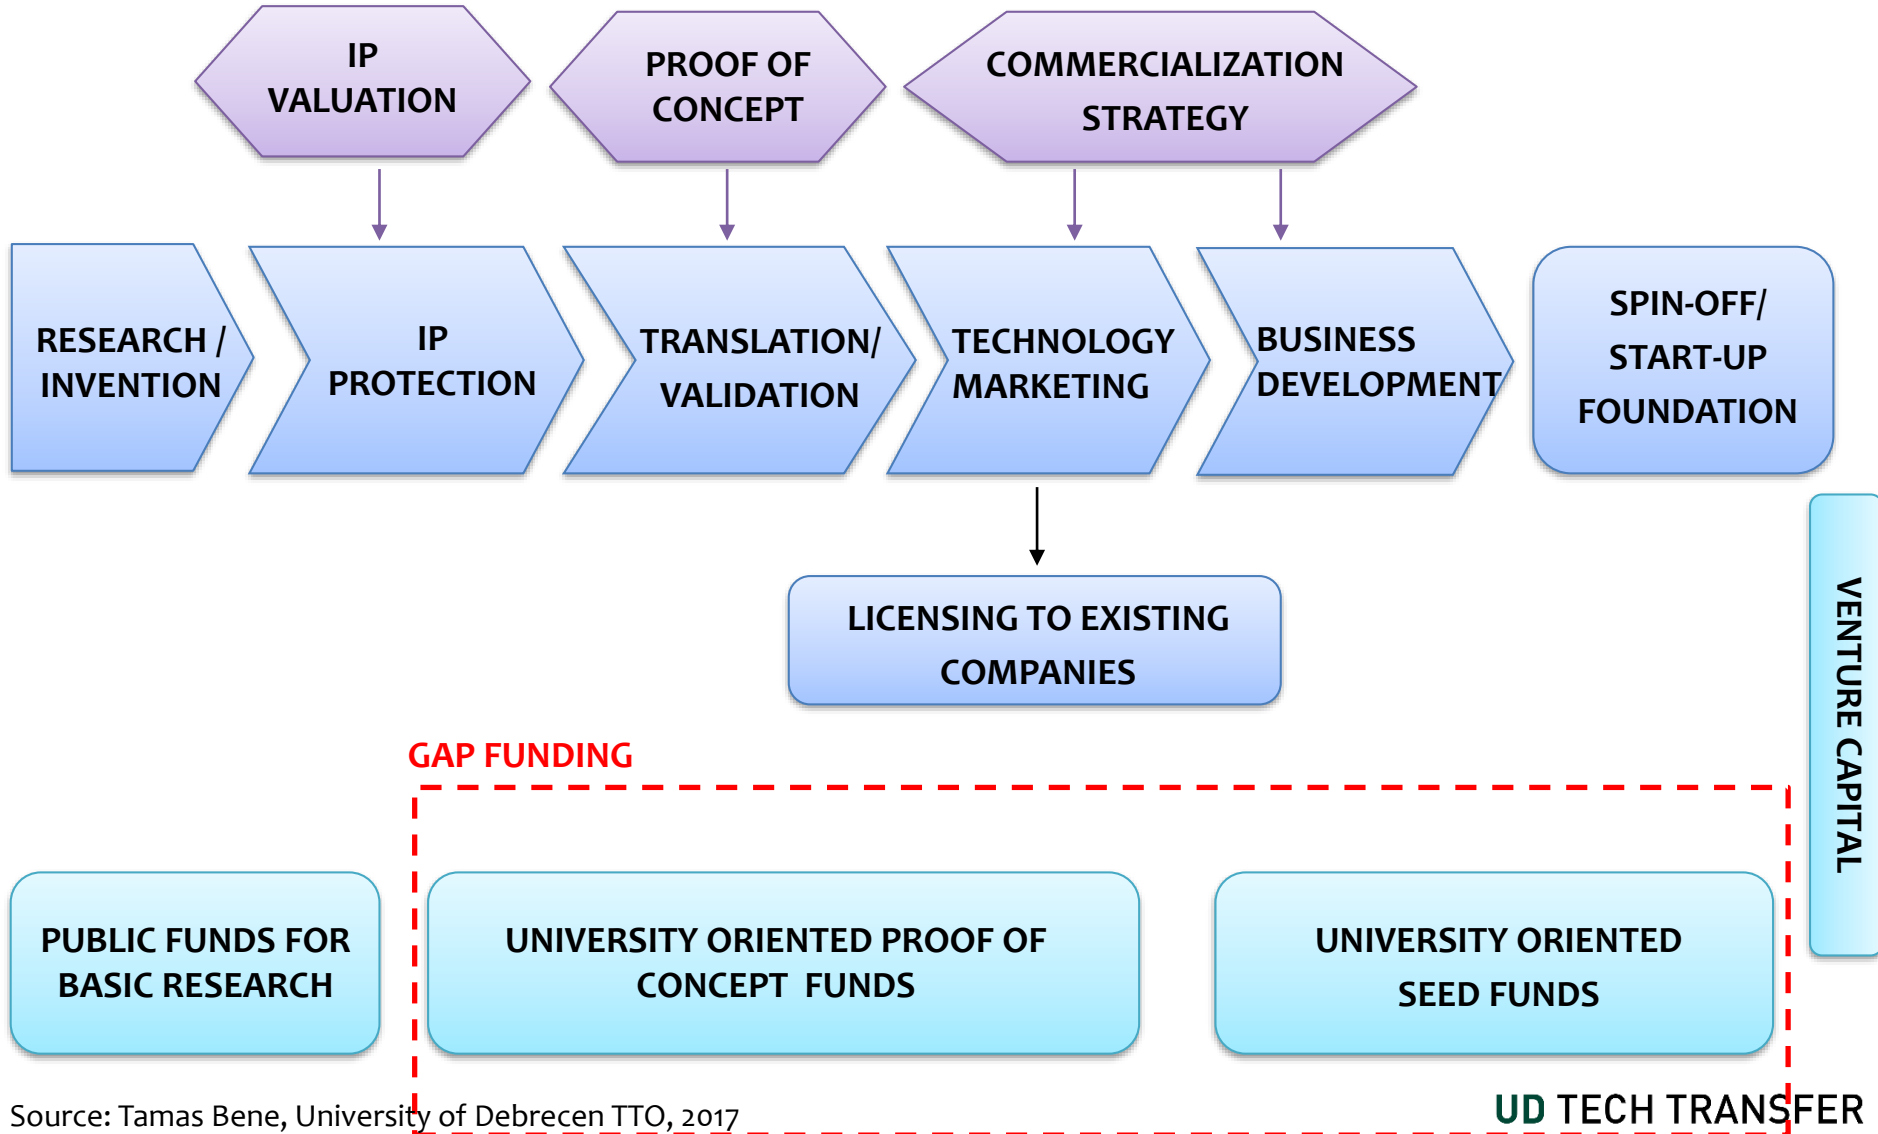 IP
VALUATION
PROOF OF
CONCEPT
COMMERCIALIZATION
STRATEGY
RESEARCH /
INVENTION
IP
PROTECTION
TRANSLATION/
VALIDATION
TECHNOLOGY
MARKETING
BUSINESS
DEVELOPMENT
SPIN-OFF/
START-UP
FOUNDATION
LICENSING TO EXISTING
COMPANIES
VENTURE CAPITAL
GAP FUNDING
PUBLIC FUNDS FOR
BASIC RESEARCH
UNIVERSITY ORIENTED PROOF OF
CONCEPT FUNDS
UNIVERSITY ORIENTED
SEED FUNDS
Source: Tamas Bene, University of Debrecen TTO, 2017
UD TECH TRANSFER